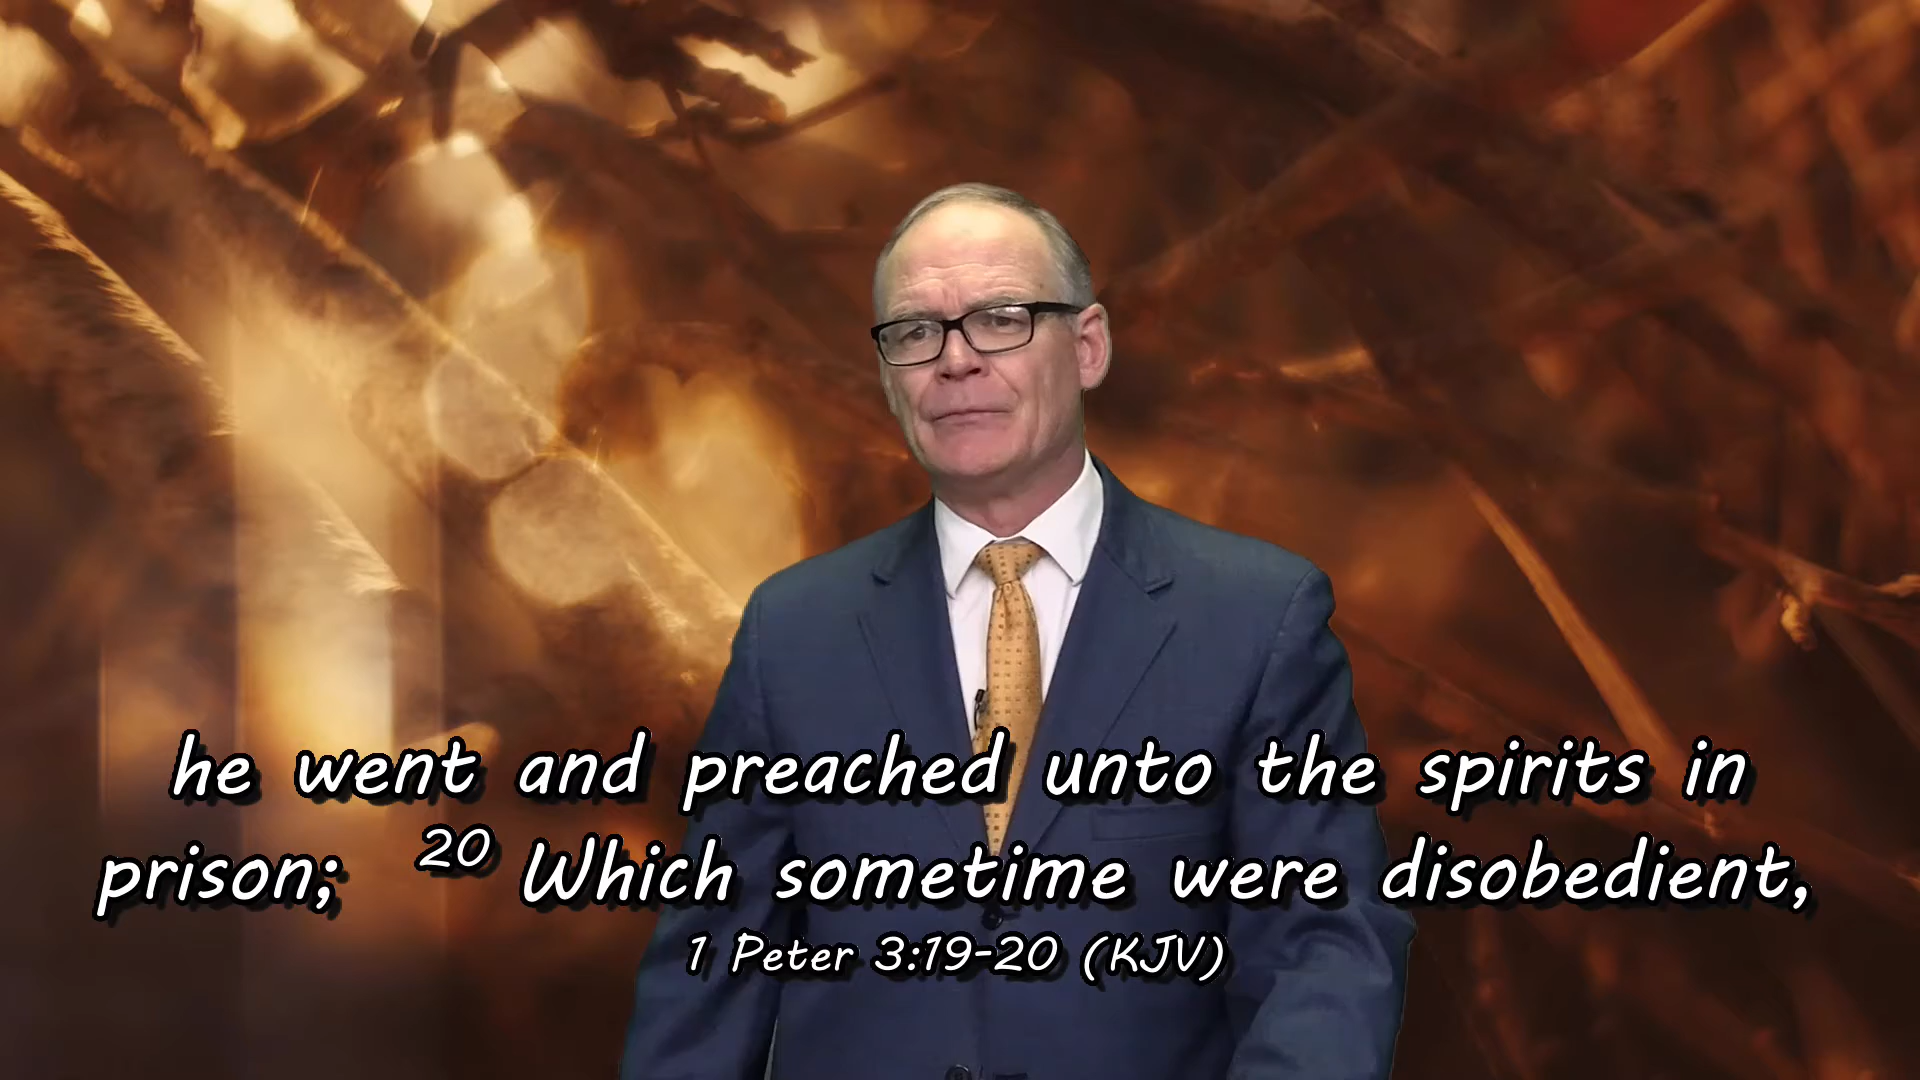 he went and preached unto the spirits in
prison; 20 Which sometime were disobedient,
1 Peter 3:19-20 (KJV)